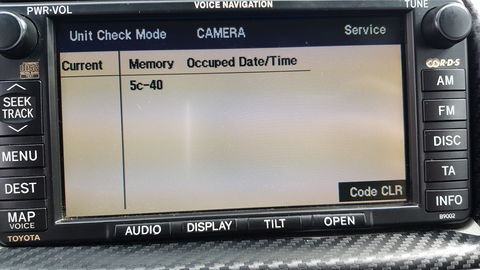 PWR·VOL
VOICE NAVIGATION
TUNE
Unit Check Mode CAMERA Service
Current Memory Occuped Date/Time
5c-40
Code CLR
SEEK
TRACK
MENU
DEST
MAP
VOICE
TOYOTA
AUDIO
DISPLAY
TILT
OPEN
R·D·S
AM
FM
DISC
TA
INFO
B9002